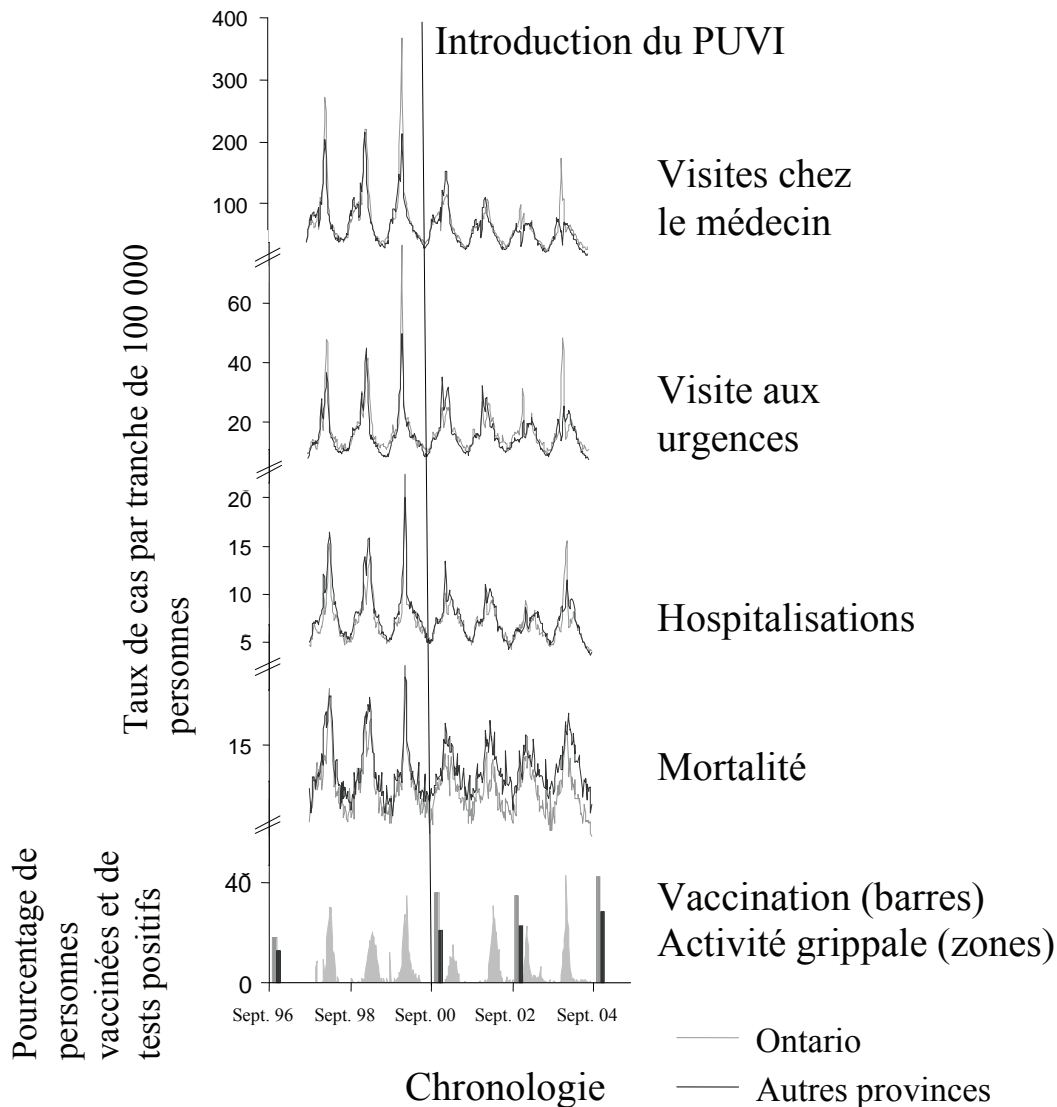 Introduction du PUVI
400
300
200
100
Visites chez
le médecin
60
40
20
Visite aux
urgences
20
15
10
5
Hospitalisations
15
Mortalité
40
0
Vaccination (barres)
Activité grippale (zones)
Taux de cas par tranche de 100 000
personnes
Pourcentage de
personnes
vaccinées et de
tests positifs
Sept. 96 Sept. 98 Sept. 00 Sept. 02 Sept. 04
Chronologie
Ontario
Autres provinces